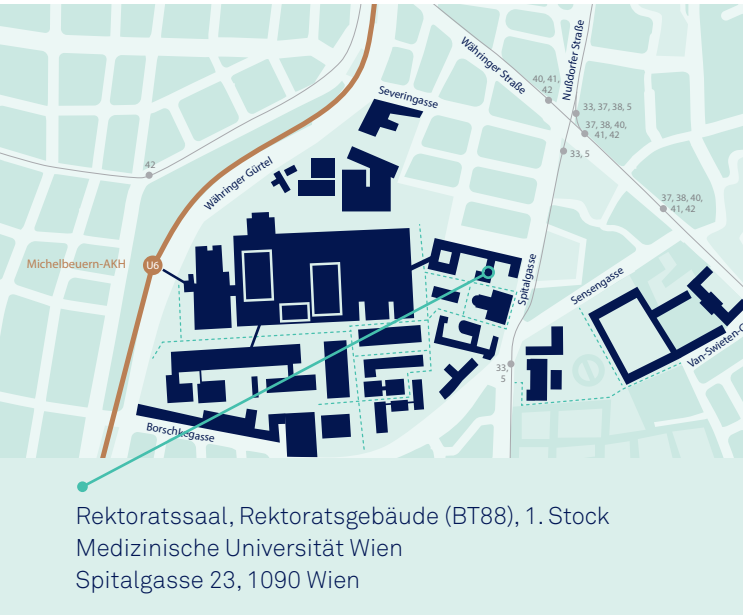 Währinger Straße
Nußdorfer Straße
40, 41,
42
Severingasse
33, 37, 38, 5
37, 38, 40,
41, 42
33, 5
42
Währinger Gürtel
37, 38, 40,
41, 42
Michelbeuern-AKH
U6
Spitalgasse
Sensengasse
Van-Swieten-G
33,
5
Borschkegasse
Rektoratssaal, Rektoratsgebäude (BT88), 1. Stock
Medizinische Universität Wien
Spitalgasse 23, 1090 Wien